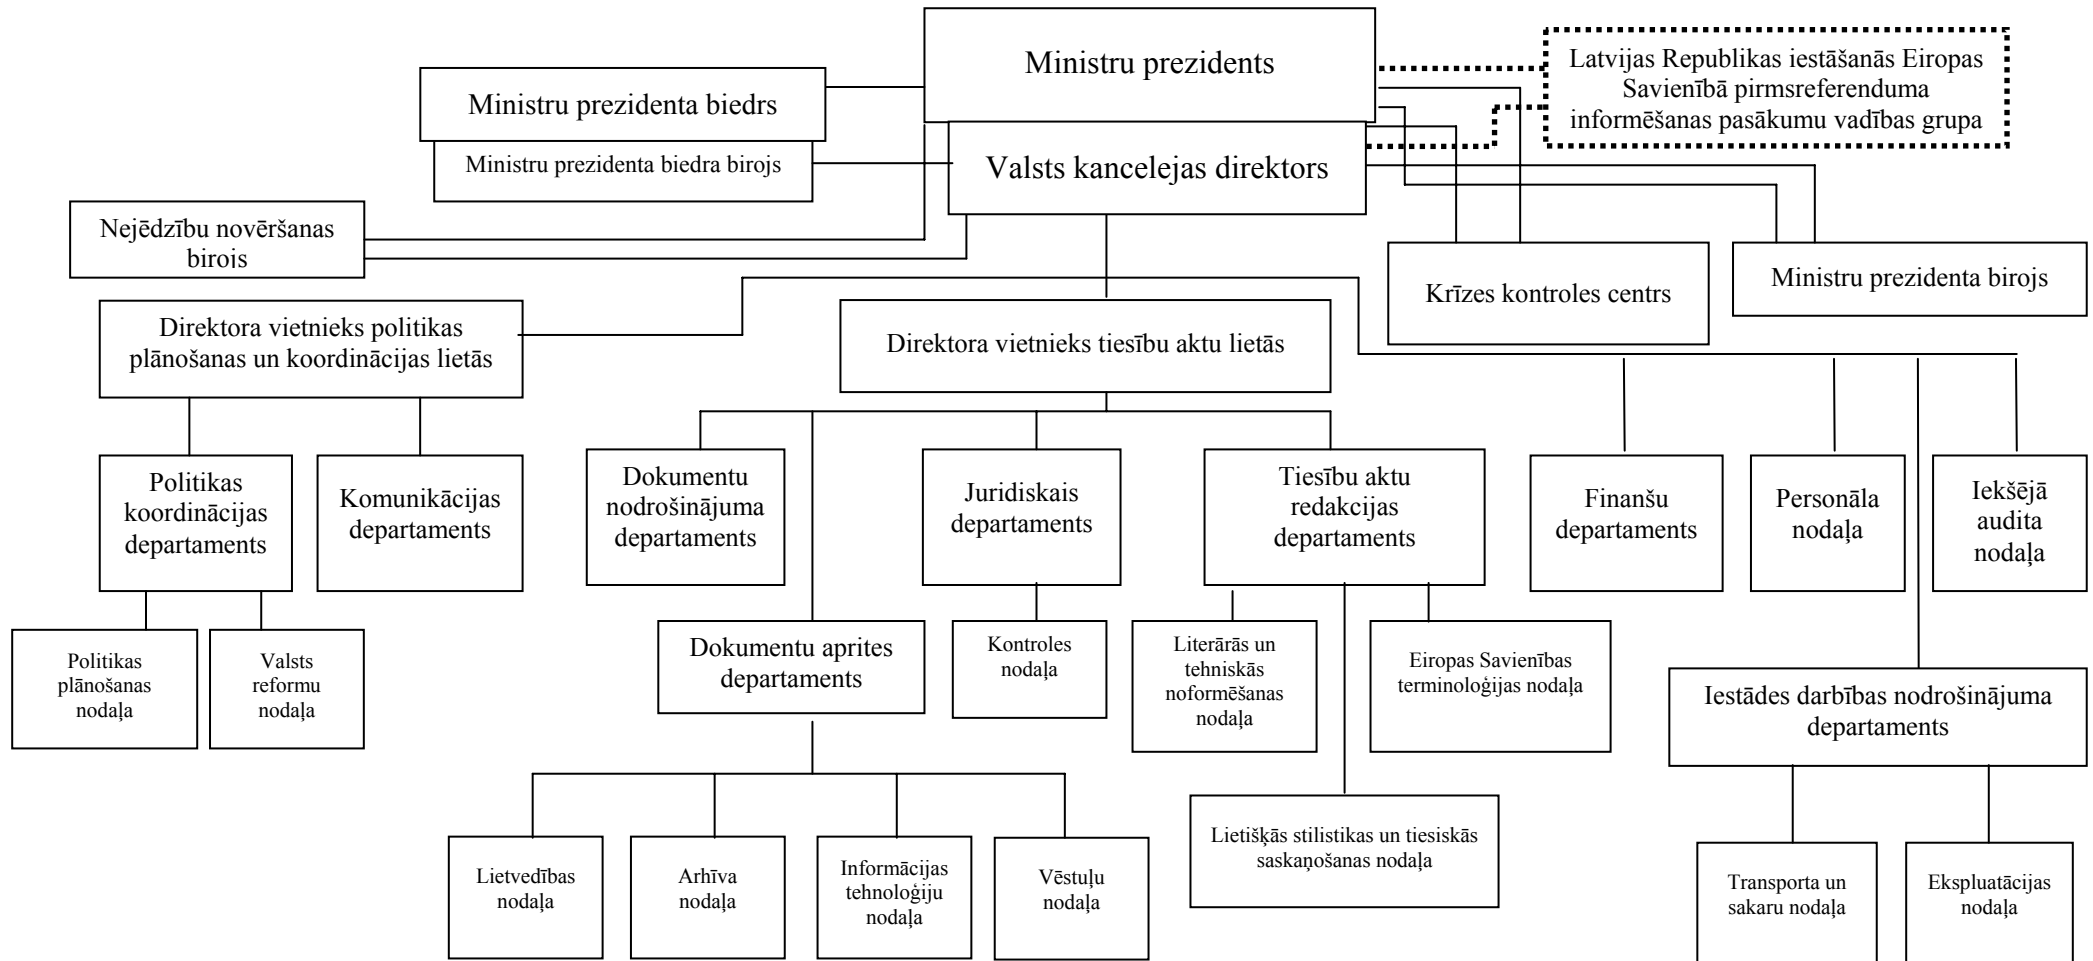 Ministru prezidents
Latvijas Republikas iestāšanās Eiropas
Savienībā pirmsreferenduma
informēšanas pasākumu vadības grupa
Ministru prezidenta biedrs
Ministru prezidenta biedra birojs
Valsts kancelejas direktors
Nejēdzību novēršanas
birojs
Krīzes kontroles centrs
Ministru prezidenta birojs
Direktora vietnieks politikas
plānošanas un koordinācijas lietās
Direktora vietnieks tiesību aktu lietās
Politikas
koordinācijas
departaments
Komunikācijas
departaments
Dokumentu
nodrošinājuma
departaments
Juridiskais
departaments
Tiesību aktu
redakcijas
departaments
Finanšu
departaments
Personāla
nodaļa
Iekšējā
audita
nodaļa
Politikas
plānošanas
nodaļa
Valsts
reformu
nodaļa
Dokumentu aprites
departaments
Kontroles
nodaļa
Literārās un
tehniskās
noformēšanas
nodaļa
Eiropas Savienības
terminoloģijas nodaļa
Iestādes darbības nodrošinājuma
departaments
Lietvedības
nodaļa
Arhīva
nodaļa
Informācijas
tehnoloģiju
nodaļa
Vēstuļu
nodaļa
Lietišķās stilistikas un tiesiskās
saskaņošanas nodaļa
Transporta un
sakaru nodaļa
Ekspluatācijas
nodaļa